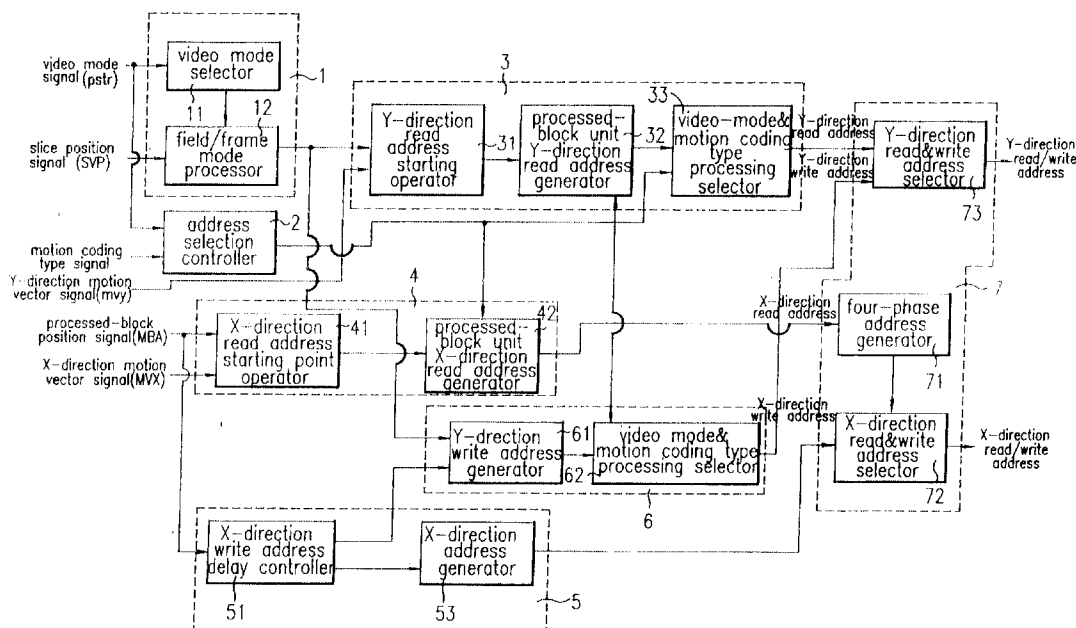 video mode
signal (pstr)
slice position
signal (SVP)
video mode
selector
11
12
field/frame
mode
processor
1
2
address
selection
controller
motion coding
type signal
Y-direction motion
vector signal(mvy)
3
Y-direction
read
address
starting
operator
31
processed-
block unit
Y-direction
read address
generator
32
33
video-mode&
motion coding
type
processing
selector
Y-direction
read address
Y-direction
write address
Y-direction
read&write
address
selector
73
Y-direction
read/write
address
processed-block
position signal(MBA)
X-direction motion
vector signal(MVX)
4
X-direction
read address
starting point
operator
41
processed-
block unit
X-direction
read address
generator
42
X-direction
read address
four-phase
address
generator
71
7
Y-drection
write address
generator
61
video mode&
motion coding type
processing selector
62
6
X-direction
write address
X-direction
read&write
address
selector
72
X-direction
read/write
address
X-direction
write address
delay controller
51
X-direction
address
generator
53
5